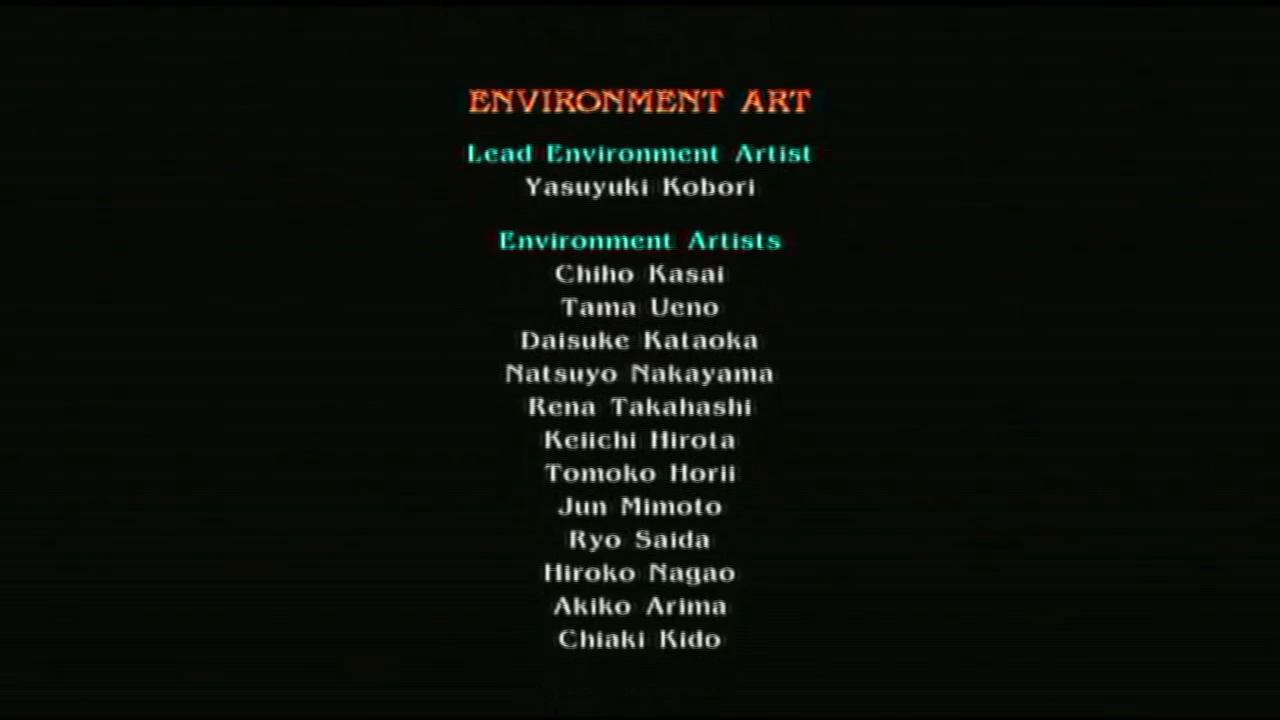 ENVIRONMENT ART
Lead Environment Artist
Yasuyuki Kobori
Environment Artists
Chiho Kasai
Tama Ueno
Daisuke Kataoka
Natsuyo Nakayama
Rena Takahashi
Keiichi Hirota
Tomoko Horii
Jun Mimoto
Ryo Saida
Hiroko Nagao
Akiko Arima
Chiaki Kido